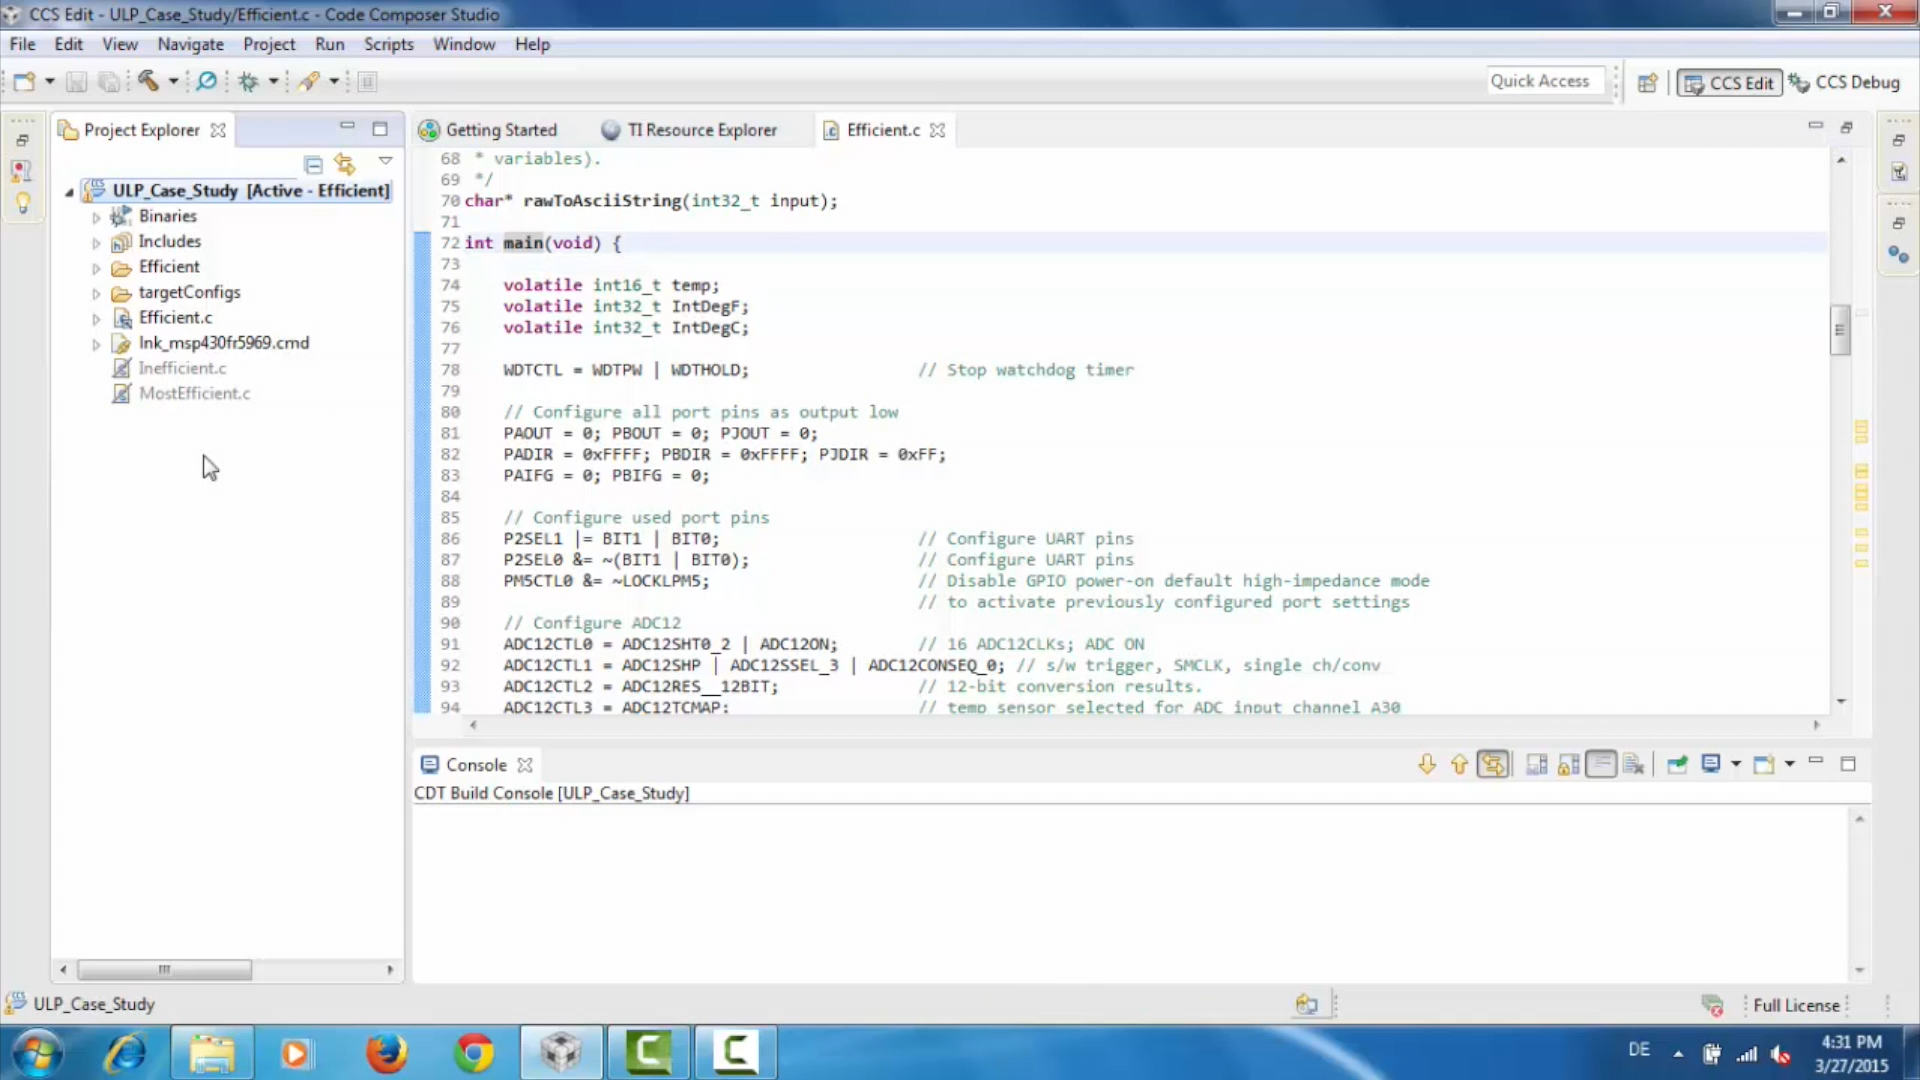 CCS Edit - ULP_Case_Study/Efficient.c - Code Composer Studio
File Edit View Navigate Project Run Scripts Window Help
Quick Access
CCS Edit
CCS Debug
Project Explorer
ULP_Case_Study [Active - Efficient]
Binaries
Includes
Efficient
targetConfigs
Efficient.c
lnk_msp430fr5969.cmd
Inefficient.c
MostEfficient.c
Getting Started
TI Resource Explorer
Efficient.c
68 * variables).
69 */
70 char* rawToAsciiString(int32_t input);
71
72 int main(void) {
73
74 volatile int16_t temp;
75 volatile int32_t IntDegF;
76 volatile int32_t IntDegC;
77
78 WDTCTL = WDTPW | WDTHOLD; // Stop watchdog timer
79
80 // Configure all port pins as output low
81 PAOUT = 0; PBOUT = 0; PJOUT = 0;
82 PADIR = 0xFFFF; PBDIR = 0xFFFF; PJDIR = 0xFF;
83 PAIFG = 0; PBIFG = 0;
84
85 // Configure used port pins
86 P2SEL1 |= BIT1 | BIT0; // Configure UART pins
87 P2SEL0 &= ~(BIT1 | BIT0); // Configure UART pins
88 PM5CTL0 &= ~LOCKLPM5; // Disable GPIO power-on default high-impedance mode
89 // to activate previously configured port settings
90 // Configure ADC12
91 ADC12CTL0 = ADC12SHT0_2 | ADC12ON; // 16 ADC12CLKs; ADC ON
92 ADC12CTL1 = ADC12SHP | ADC12SSEL_3 | ADC12CONSEQ_0; // s/w trigger, SMCLK, single ch/conv
93 ADC12CTL2 = ADC12RES__12BIT; // 12-bit conversion results.
94 ADC12CTL3 = ADC12TCMAP; // temp sensor selected for ADC input channel A30
Console
CDT Build Console [ULP_Case_Study]
ULP_Case_Study
Full License
DE
4:31 PM
3/27/2015